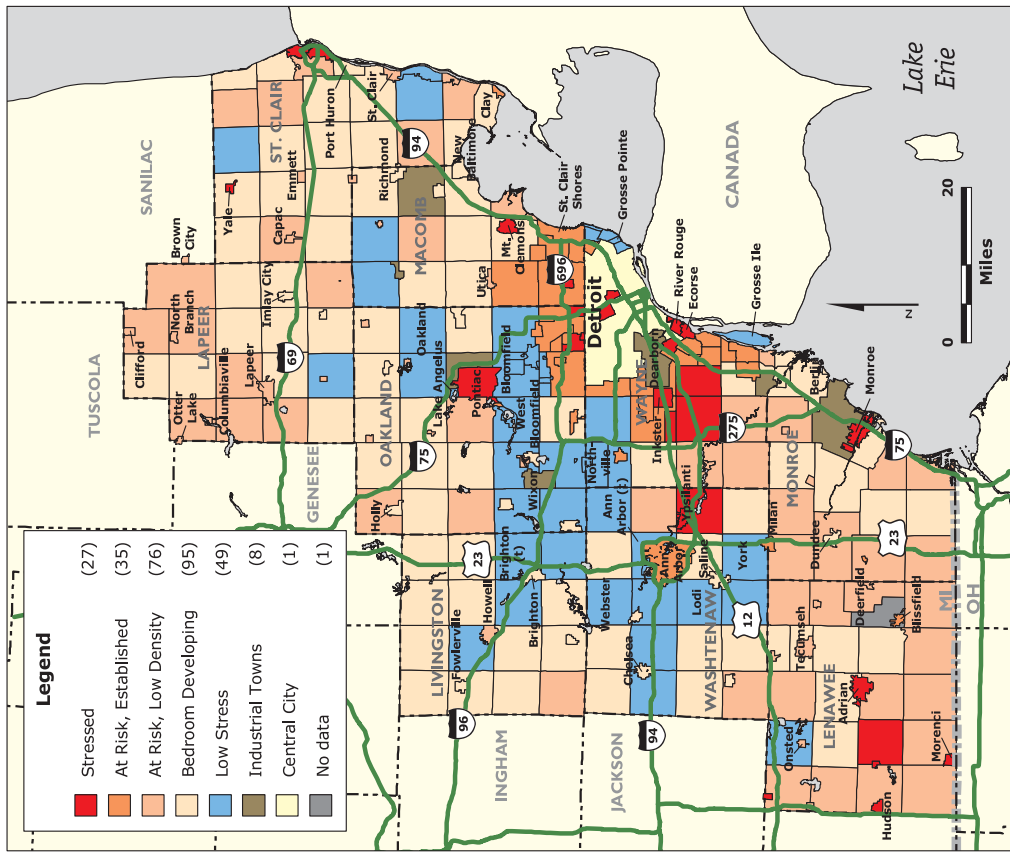 Legend
Stressed (27)
At Risk, Established (35)
At Risk, Low Density (76)
Bedroom Developing (95)
Low Stress (49)
Industrial Towns (8)
Central City (1)
No data (1)
TUSCOLA
SANILAC
GENESEE
LAPEER
ST. CLAIR
OAKLAND
MACOMB
LIVINGSTON
INGHAM
JACKSON
WASHTENAW
WAYNE
LENAWEE
MONROE
CANADA
MI
OH
Lake
Erie
Clifford
North
Branch
Brown
City
Otter
Lake
Columbiaville
Lapeer
Imlay City
Capac
Emmett
Yale
Port Huron
St. Clair
Richmond
New
Baltimore
Clay
Holly
Lake Angelus
Oakland
Pontiac
Bloomfield
West
Bloomfield
Utica
Mt.
Clemens
St. Clair
Shores
Grosse Pointe
Detroit
River Rouge
Ecorse
Grosse Ile
Dearborn
Inkster
North-
ville
Wixon
Brighton
(t)
Brighton
Howell
Fowlerville
Webster
Chelsea
Ann
Arbor (t)
Ann
Arbor
Ypsilanti
Saline
Lodi
York
Milan
Dundee
Berlin
Monroe
Deerfield
Blissfield
Tecumseh
Adrian
Onsted
Hudson
Morenci
69
94
696
75
23
96
94
275
12
75
23
N
0 20
Miles